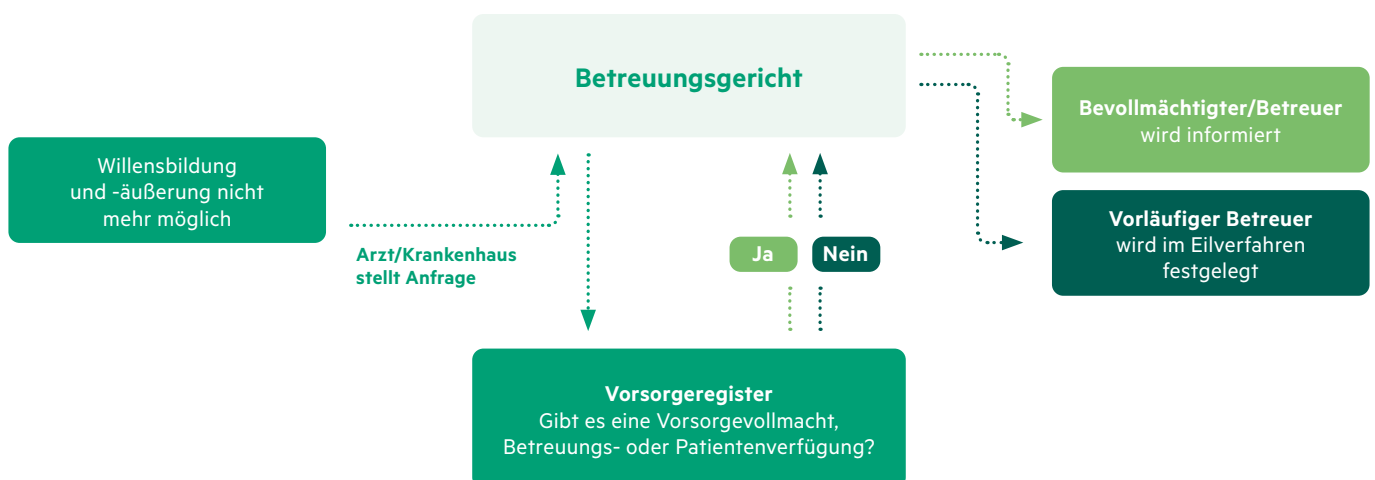 Betreuungsgericht
Bevollmächtigter/Betreuer
wird informiert
Willensbildung
und -äußerung nicht
mehr möglich
Vorläufiger Betreuer
wird im Eilverfahren
festgelegt
Arzt/Krankenhaus
stellt Anfrage
Ja
Nein
Vorsorgeregister
Gibt es eine Vorsorgevollmacht,
Betreuungs- oder Patientenverfügung?